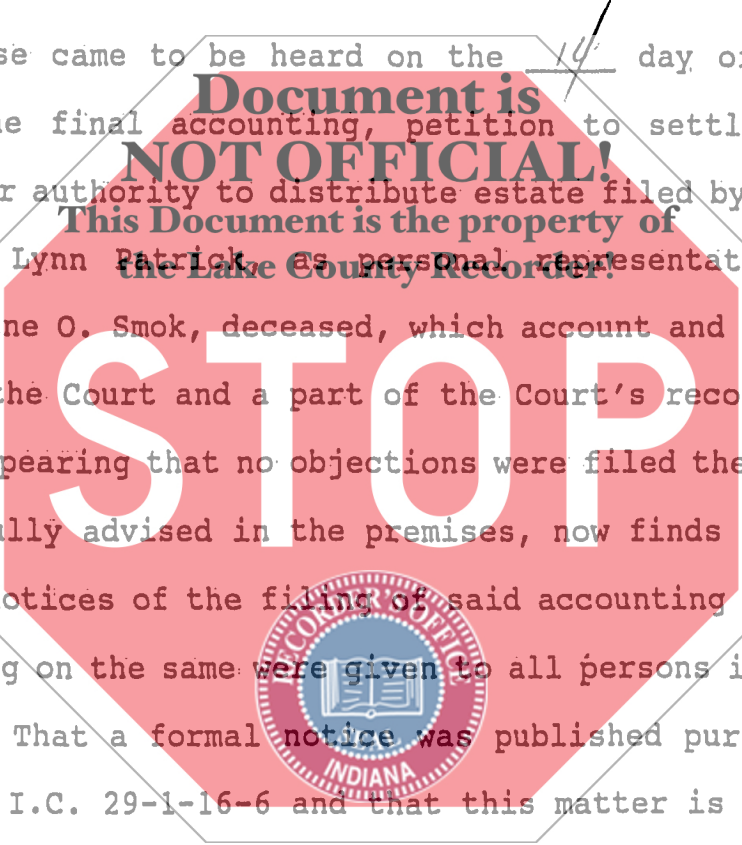 se came to be heard on the 14 day of
Document is
e final accounting, petition to settl
NOT OFFICIAL!
r authority to distribute estate filed by
This Document is the property of
Lynn Patrick, as personal representat
the Lake County Recorder!
ne O. Smok, deceased, which account and
STOP
the Court and a part of the Court's reco
pearing that no objections were filed the
lly advised in the premises, now finds
otices of the filing of said accounting
RECORDER'S OFFICE
g on the same were given to all persons i
That a formal notice was published pur
INDIANA
I.C. 29-1-16-6 and that this matter is